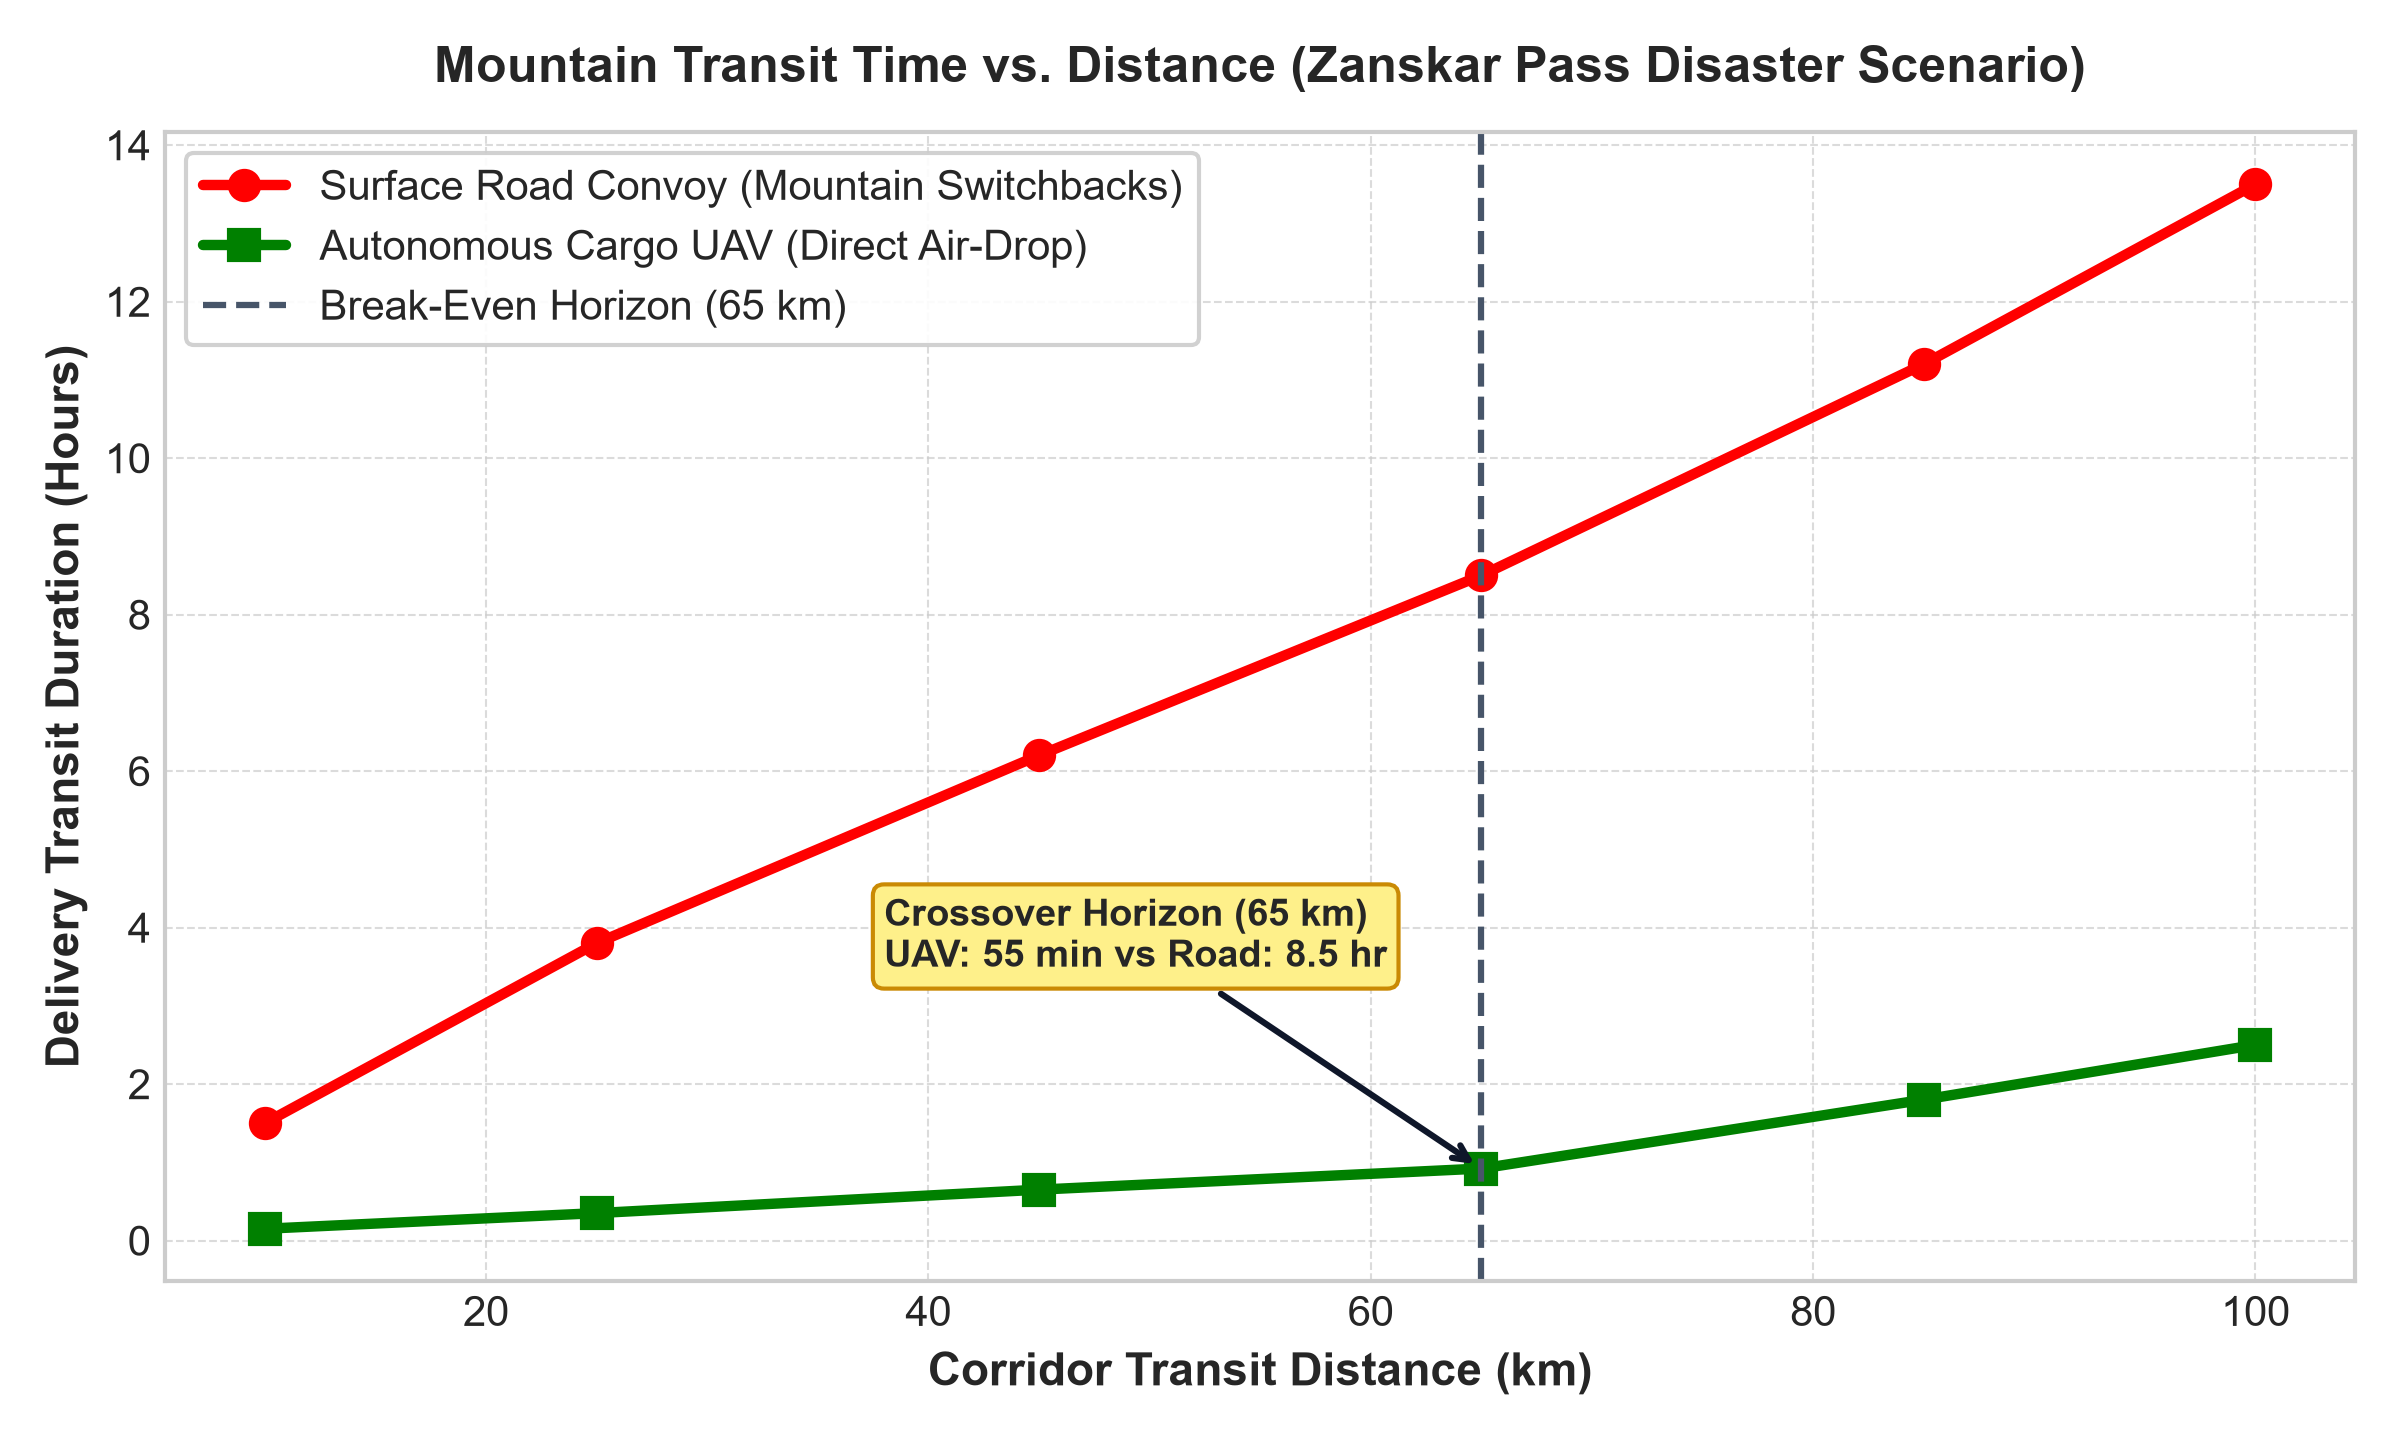 Mountain Transit Time vs. Distance (Zanskar Pass Disaster Scenario)
Delivery Transit Duration (Hours)
14
12
10
8
6
4
2
0
Surface Road Convoy (Mountain Switchbacks)
Autonomous Cargo UAV (Direct Air-Drop)
Break-Even Horizon (65 km)
Crossover Horizon (65 km)
UAV: 55 min vs Road: 8.5 hr
20
40
60
80
100
Corridor Transit Distance (km)